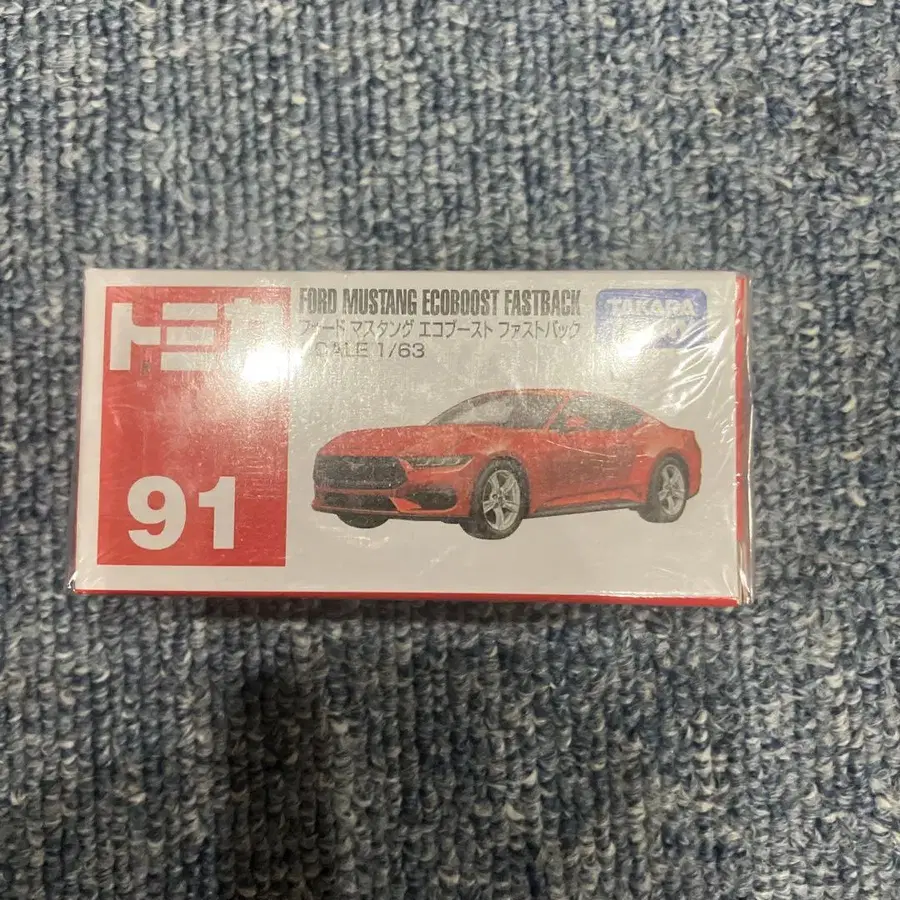 トミカ
FORD MUSTANG ECOBOOST FASTBACK
フォード マスタング エコブースト ファストバック
SCALE 1/63
TAKARA
TOMY
91